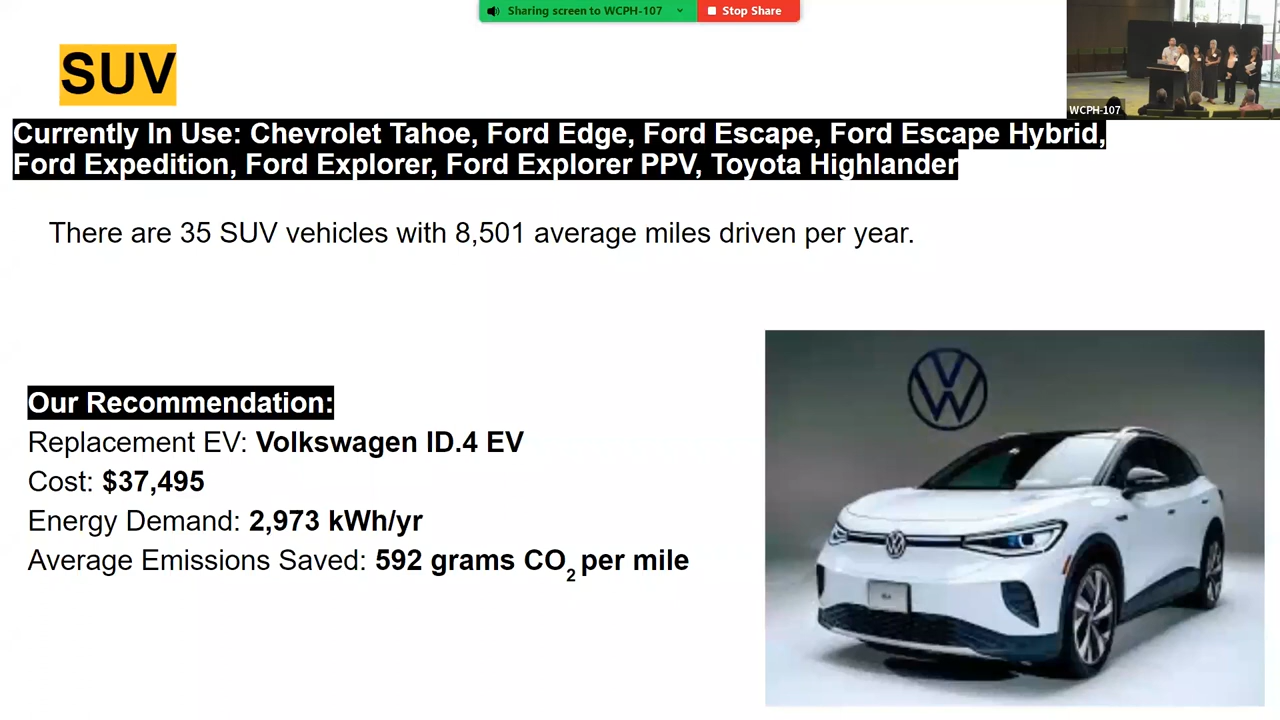 Sharing screen to WCPH-107
Stop Share
WCPH-107
SUV
Currently In Use: Chevrolet Tahoe, Ford Edge, Ford Escape, Ford Escape Hybrid,
Ford Expedition, Ford Explorer, Ford Explorer PPV, Toyota Highlander
There are 35 SUV vehicles with 8,501 average miles driven per year.
Our Recommendation:
Replacement EV: Volkswagen ID.4 EV
Cost: $37,495
Energy Demand: 2,973 kWh/yr
Average Emissions Saved: 592 grams CO2 per mile